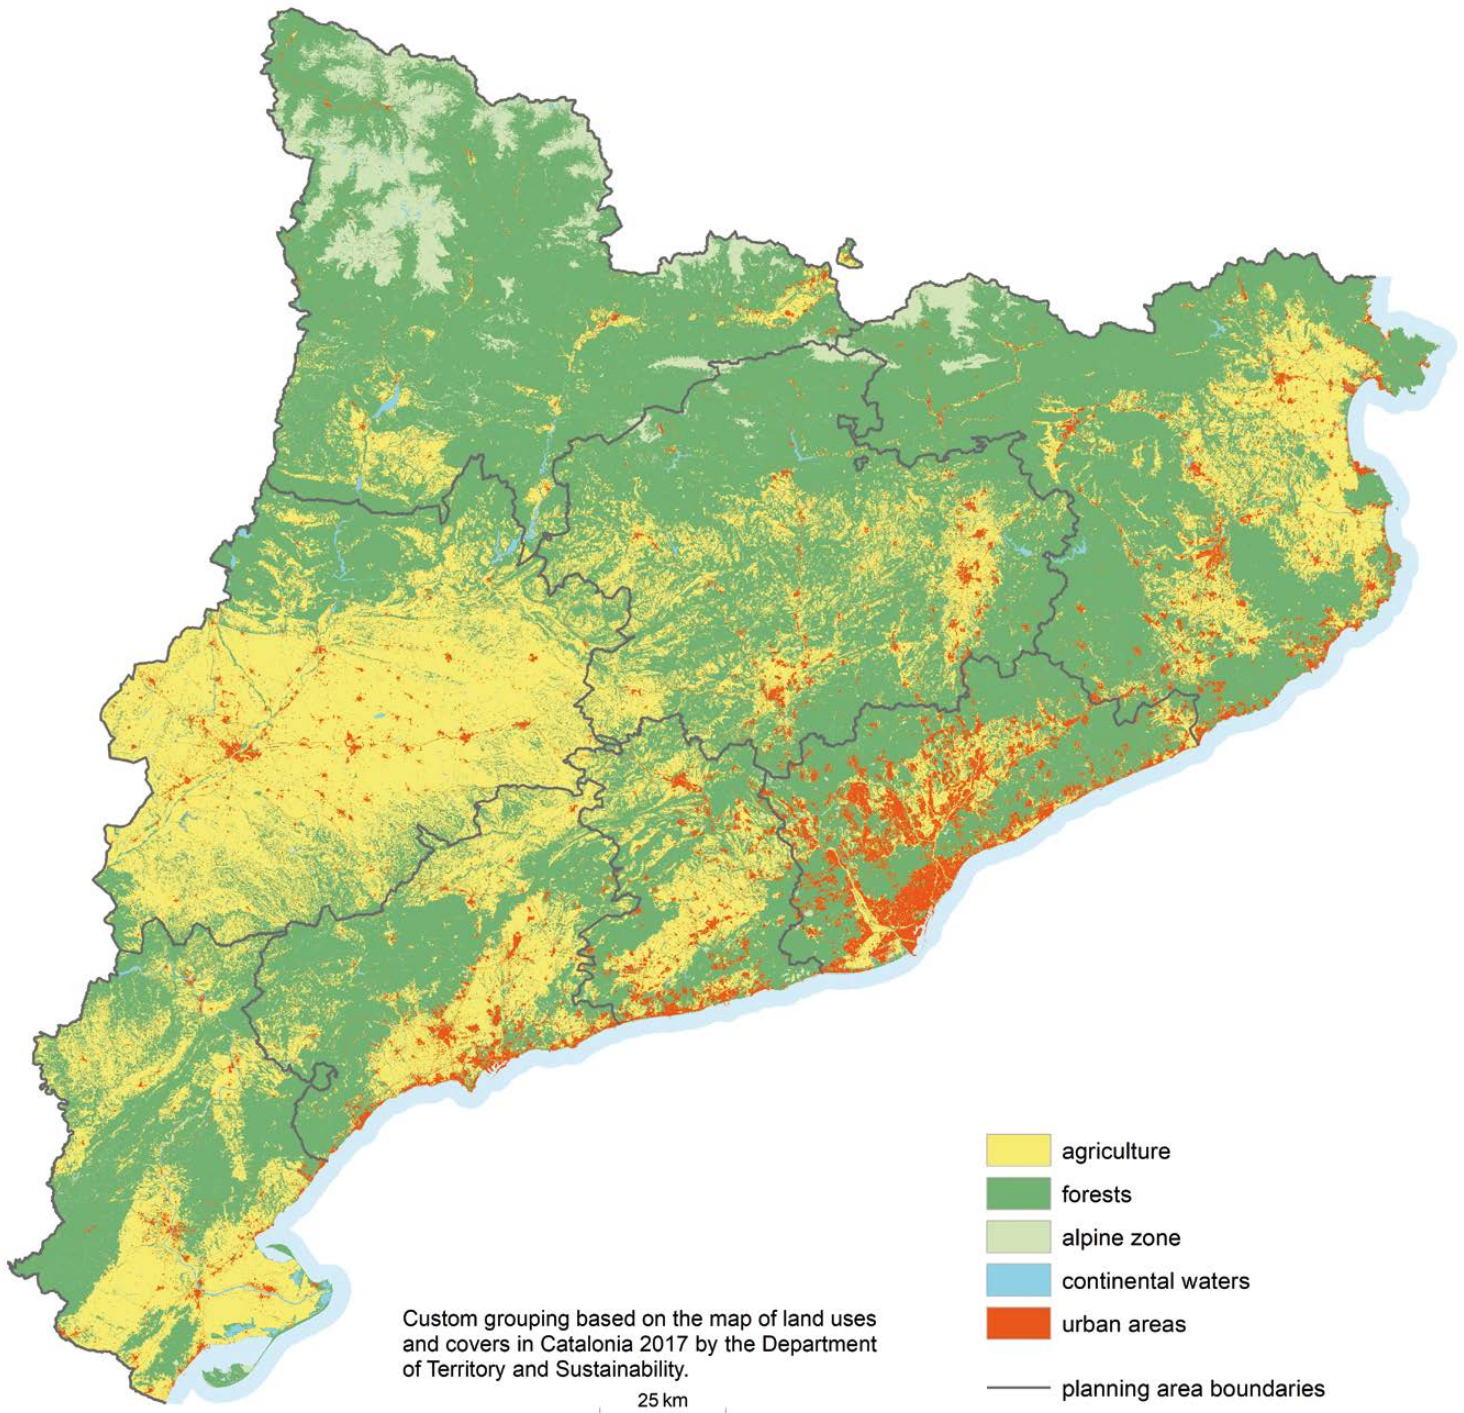 agriculture
forests
alpine zone
continental waters
urban areas
planning area boundaries
Custom grouping based on the map of land uses
and covers in Catalonia 2017 by the Department
of Territory and Sustainability.
25 km